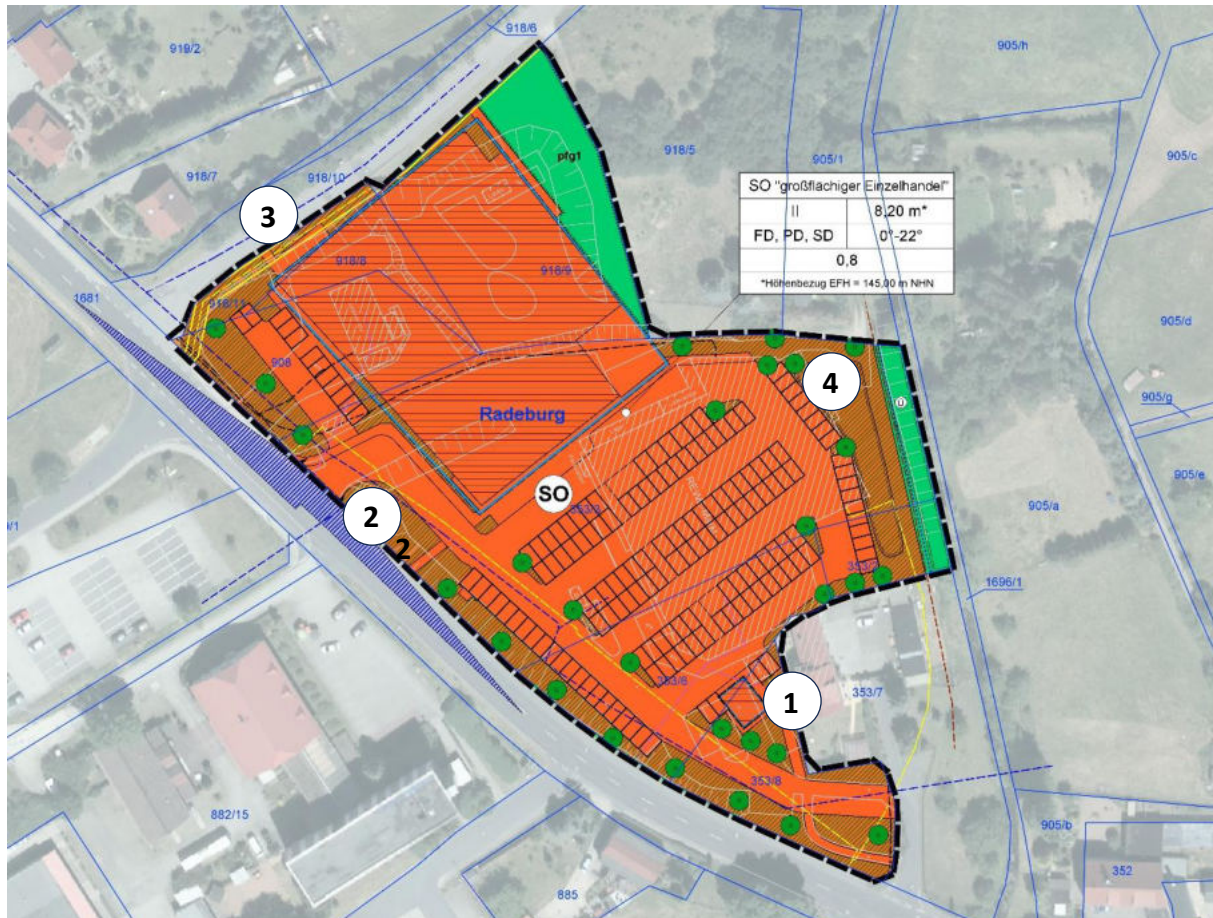 918/6
919/2
905/h
905/c
918/5
905/1
pfg1
918/7
918/10
SO "großflächiger Einzelhandel"
II
8,20 m*
FD, PD, SD
0°-22°
0,8
*Höhenbezug EFH = 145,00 m NHN
3
918/8
918/9
1681
918/11
908
905/d
4
905/g
Ü
Radeburg
905/e
SO
353/3
905/a
2
2
1696/1
353/6
1
353/7
353/8
882/15
905/b
352
885